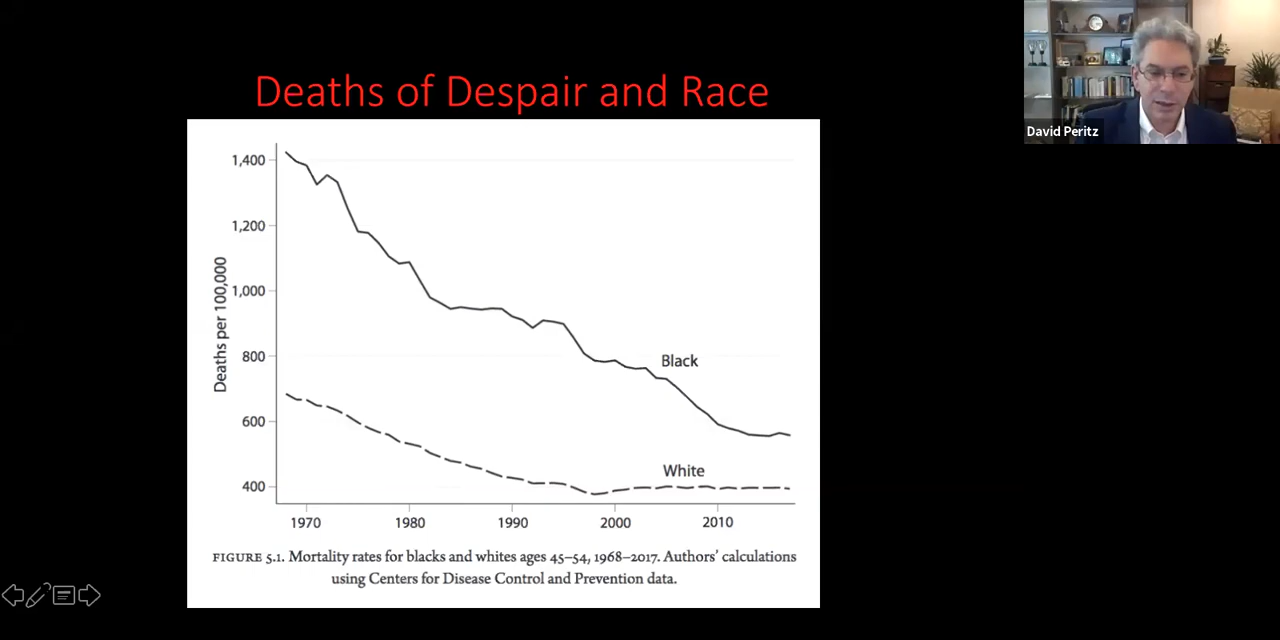 Deaths of Despair and Race
David Peritz
1,400
1,200
1,000
800
600
400
Deaths per 100,000
Black
White
1970 1980 1990 2000 2010
FIGURE 5.1. Mortality rates for blacks and whites ages 45–54, 1968–2017. Authors’ calculations
using Centers for Disease Control and Prevention data.